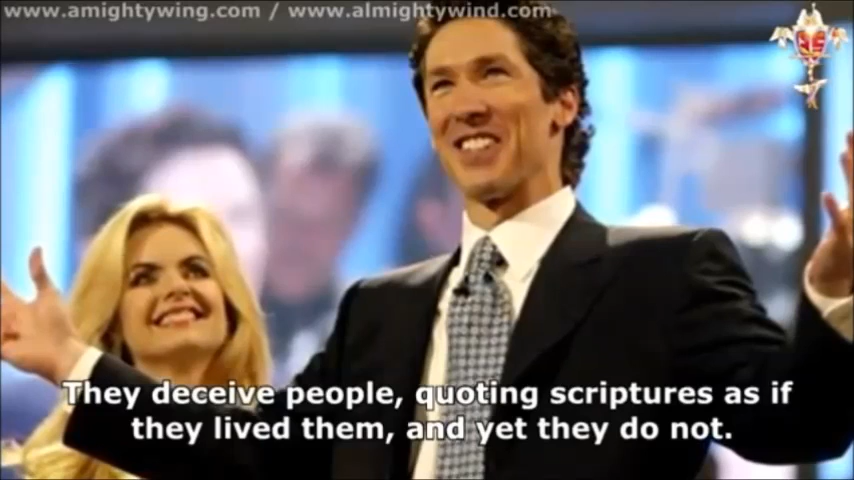 www.amightywing.com / www.almightywind.com
They deceive people, quoting scriptures as if
they lived them, and yet they do not.